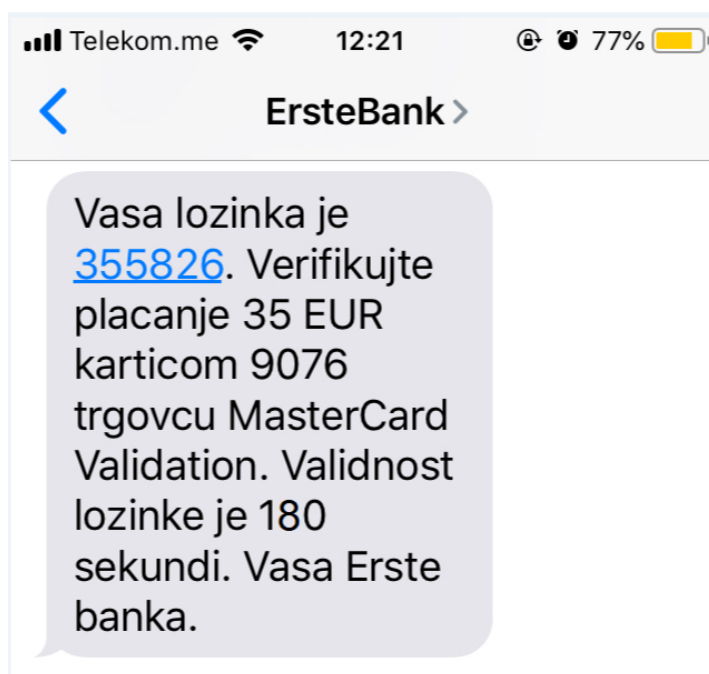 Telekom.me 12:21 77%
ErsteBank
Vasa lozinka je
355826. Verifikujte
placanje 35 EUR
karticom 9076
trgovcu MasterCard
Validation. Validnost
lozinke je 180
sekundi. Vasa Erste
banka.